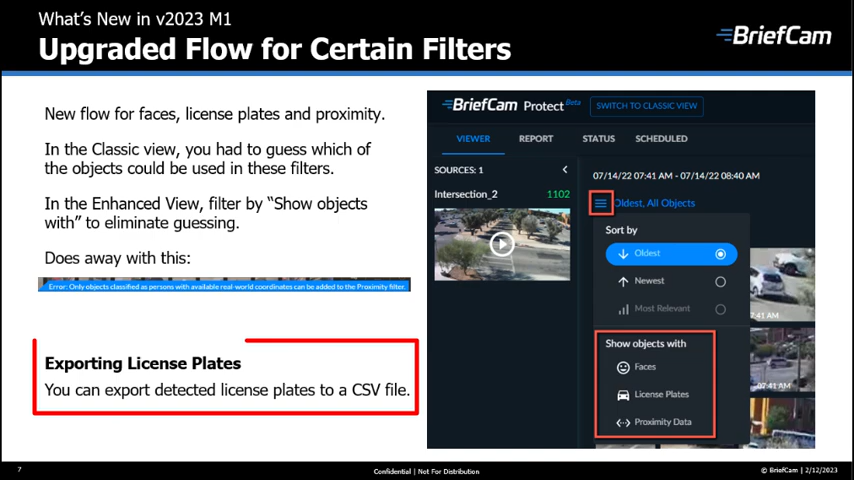 What's New in v2023 M1
Upgraded Flow for Certain Filters
BriefCam
New flow for faces, license plates and proximity.
In the Classic view, you had to guess which of
the objects could be used in these filters.
In the Enhanced View, filter by “Show objects
with” to eliminate guessing.
Does away with this:
Error: Only objects classified as persons with available real-world coordinates can be added to the Proximity filter.
Exporting License Plates
You can export detected license plates to a CSV file.
BriefCam Protect Beta
SWITCH TO CLASSIC VIEW
VIEWER REPORT STATUS SCHEDULED
SOURCES: 1
07/14/22 07:41 AM - 07/14/22 08:40 AM
Intersection_2 1102
Oldest, All Objects
Sort by
Oldest
Newest
Most Relevant
7:41 AM
Show objects with
Faces
07:41 AM
License Plates
Proximity Data
7
Confidential | Not For Distribution
© BriefCam | 2/12/2023